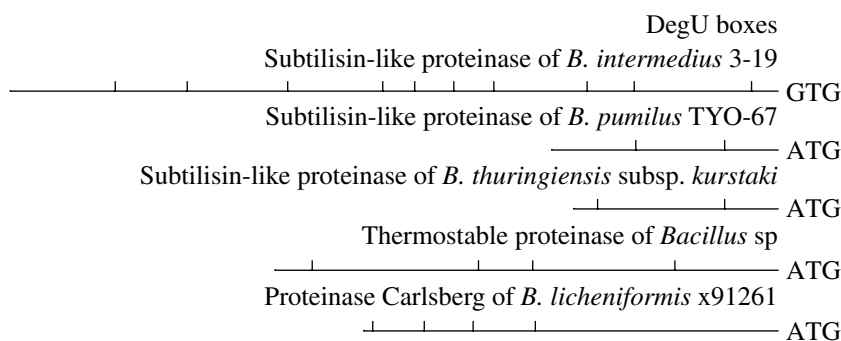 DegU boxes
Subtilisin-like proteinase of B. intermedius 3-19
GTG
Subtilisin-like proteinase of B. pumilus TYO-67
ATG
Subtilisin-like proteinase of B. thuringiensis subsp. kurstaki
ATG
Thermostable proteinase of Bacillus sp
ATG
Proteinase Carlsberg of B. licheniformis x91261
ATG